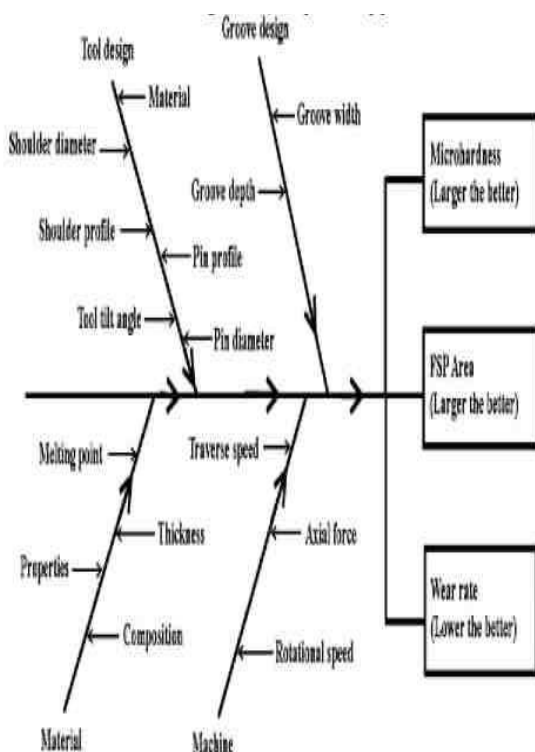 Groove design
Tool design
Material
Groove width
Shoulder diameter
Groove depth
Shoulder profile
Pin profile
Tool tilt angle
Pin diameter
Microhardness
(Larger the better)
FSP Area
(Larger the better)
Wear rate
(Lower the better)
Melting point
Traverse speed
Thickness
Axial force
Properties
Composition
Rotational speed
Material
Machine